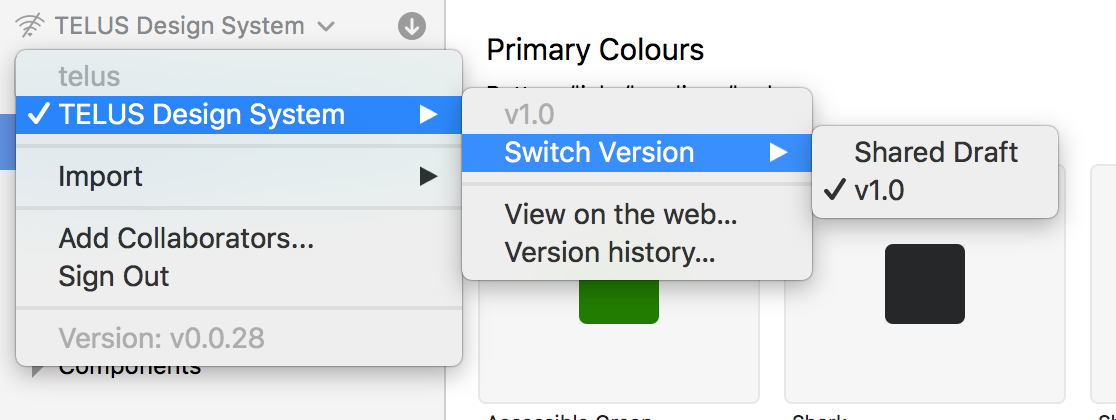 TELUS Design System
telus
TELUS Design System
Import
Add Collaborators...
Sign Out
Version: v0.0.28
Components
Primary Colours
v1.0
Switch Version
View on the web...
Version history...
Shared Draft
v1.0
Accessible Green
Shark